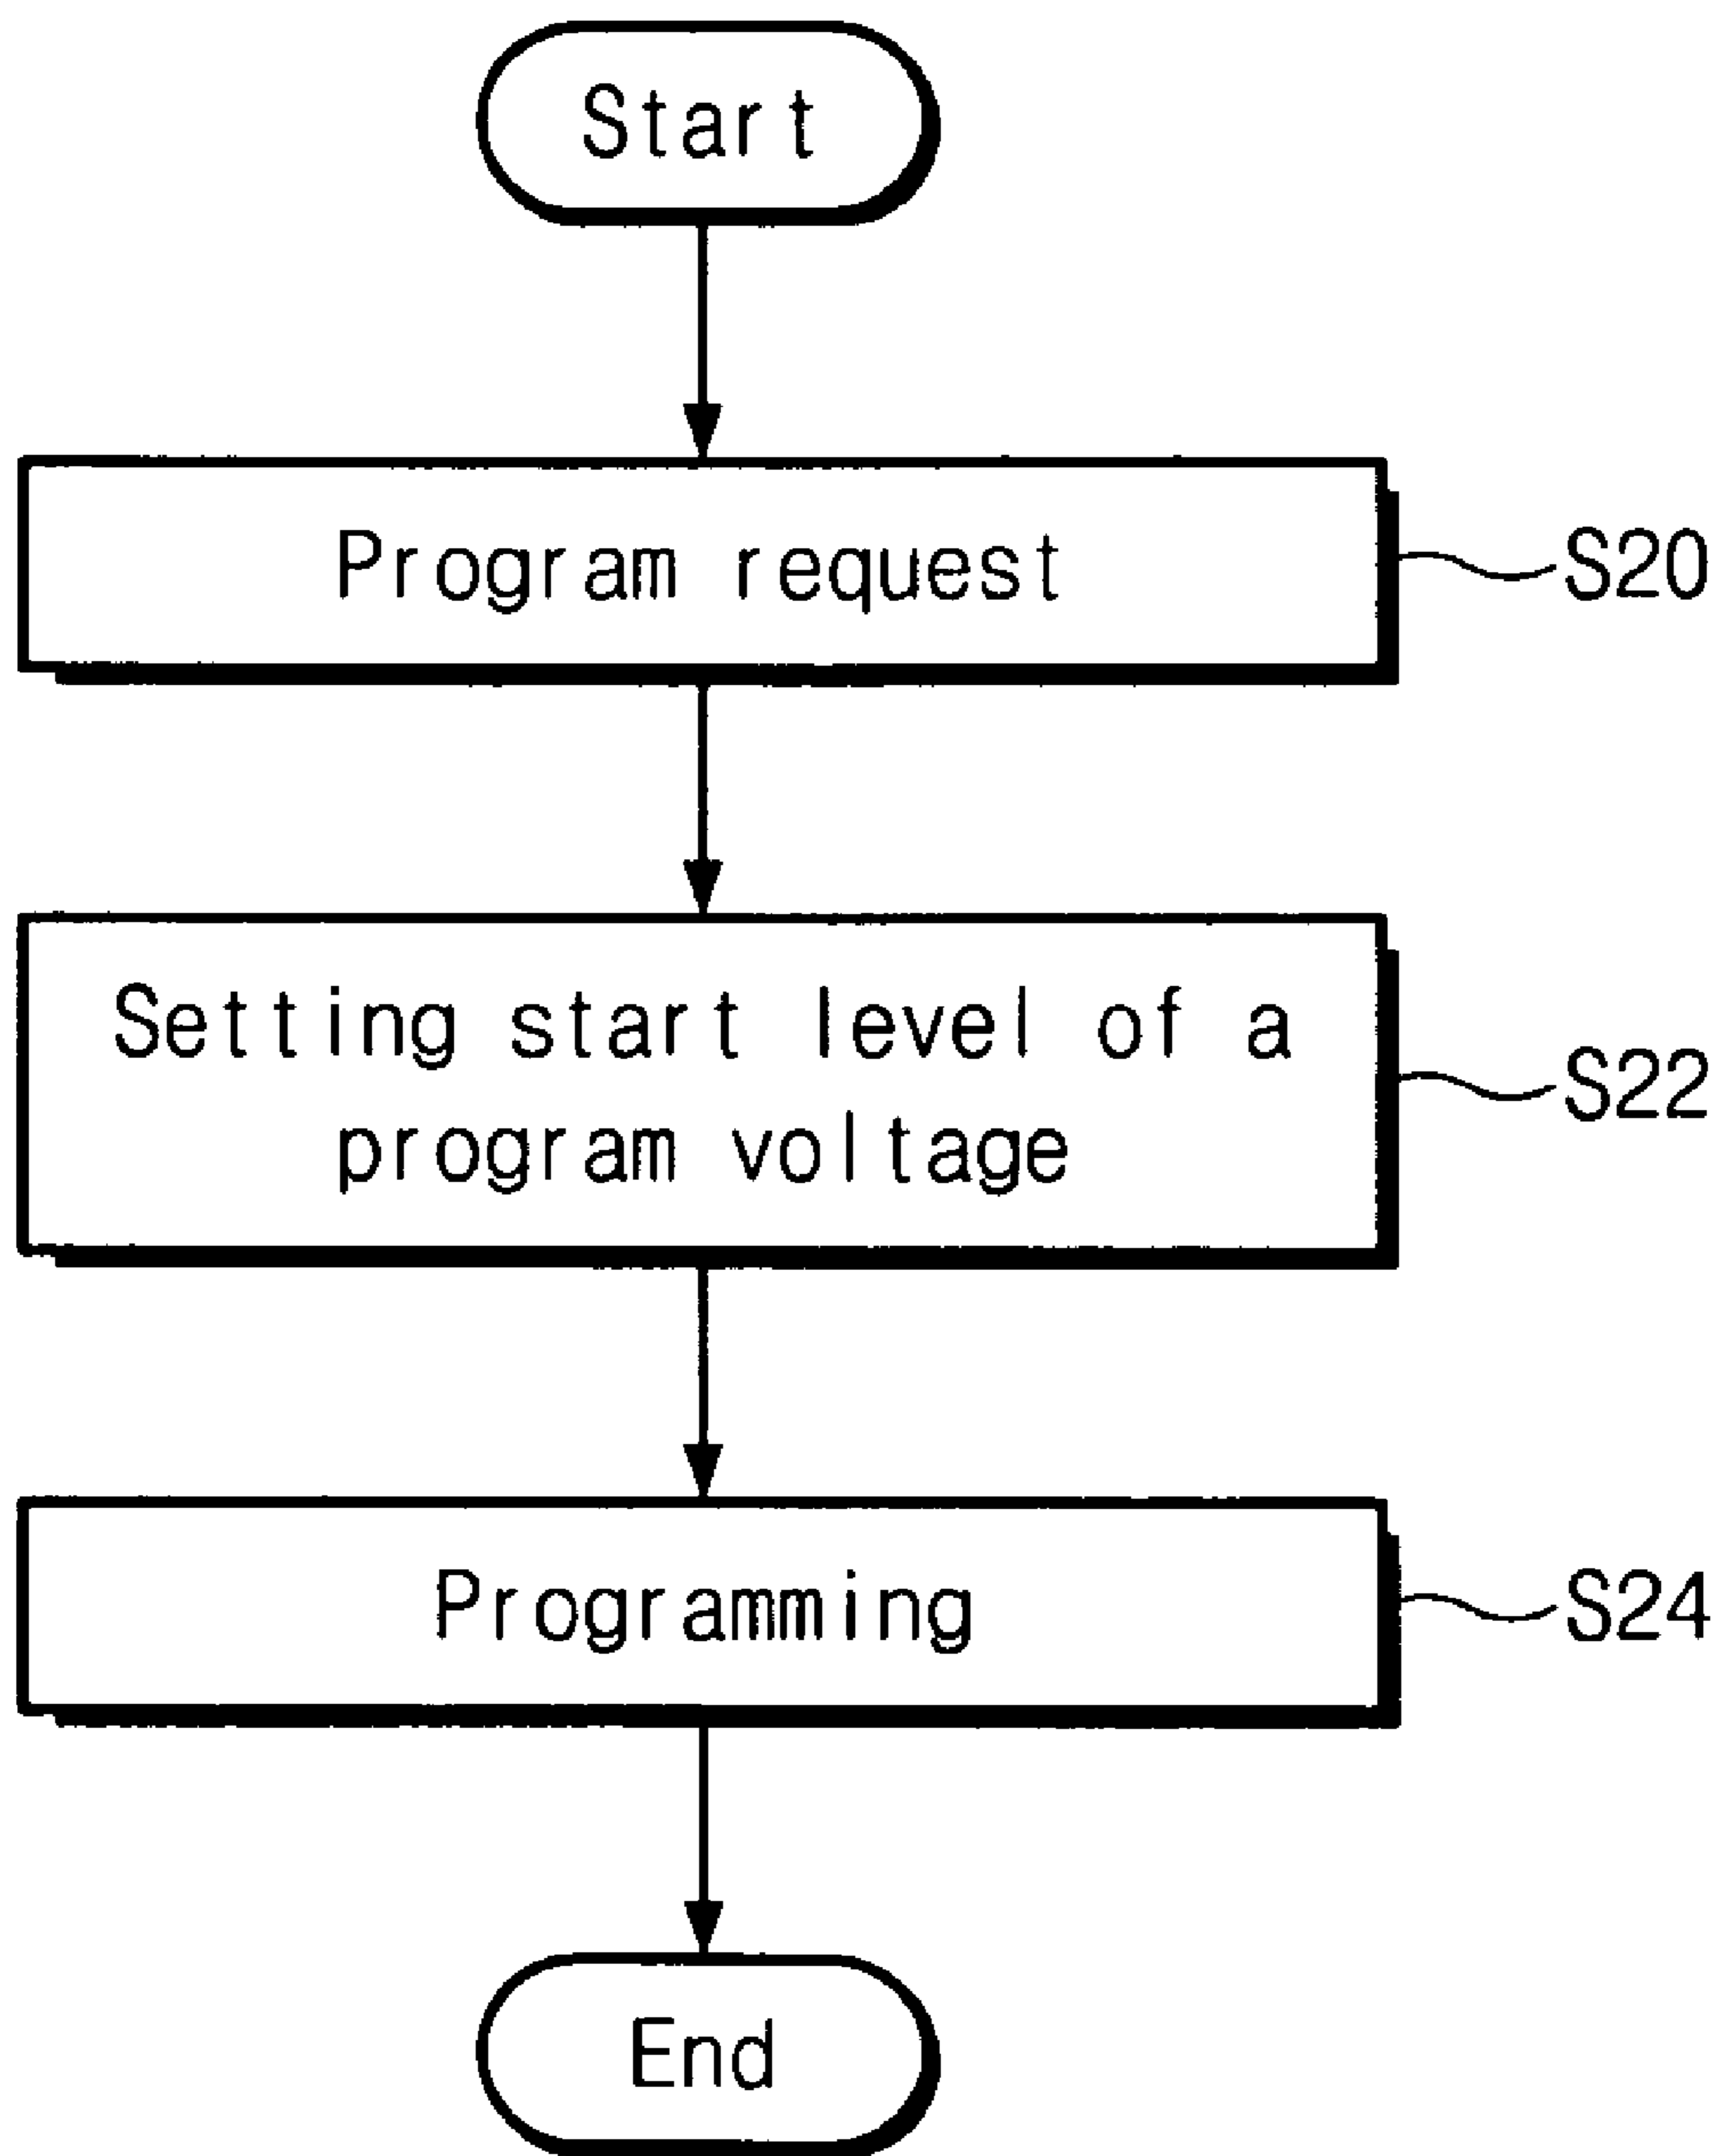 Start
Program request
S20
Setting start level of a
program voltage
S22
Programming
S24
End